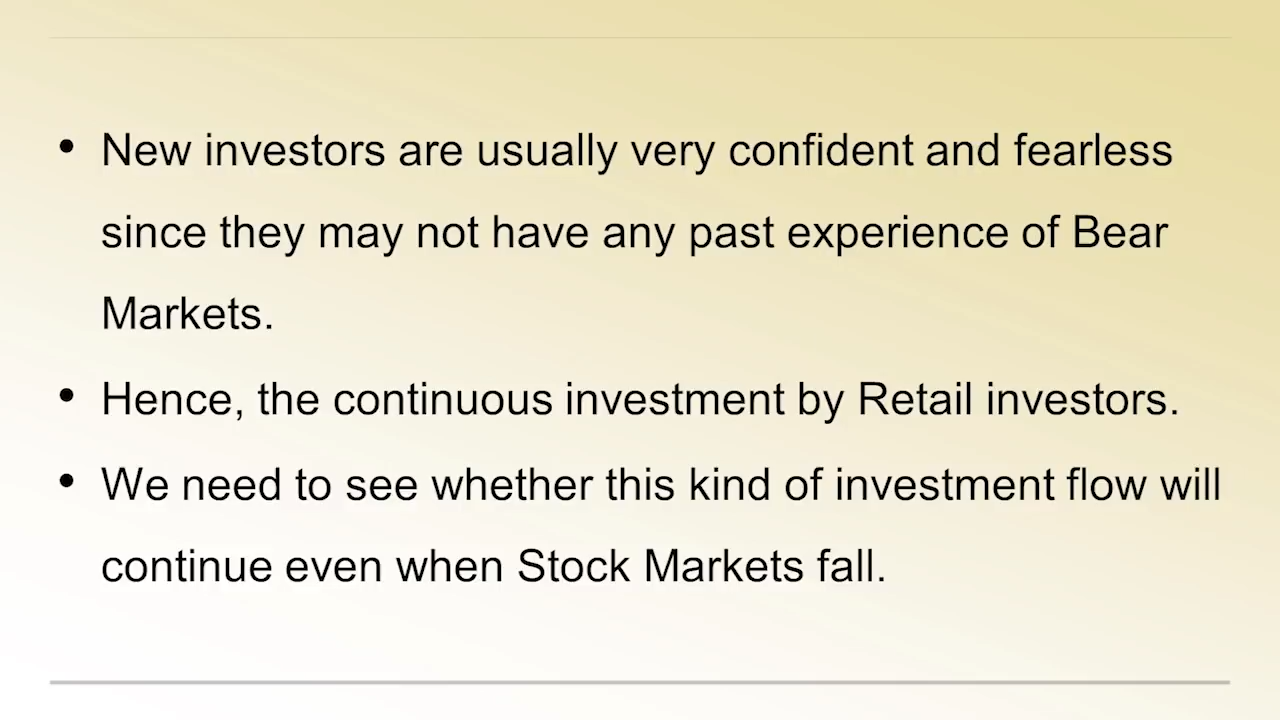 • New investors are usually very confident and fearless
since they may not have any past experience of Bear
Markets.
• Hence, the continuous investment by Retail investors.
• We need to see whether this kind of investment flow will
continue even when Stock Markets fall.